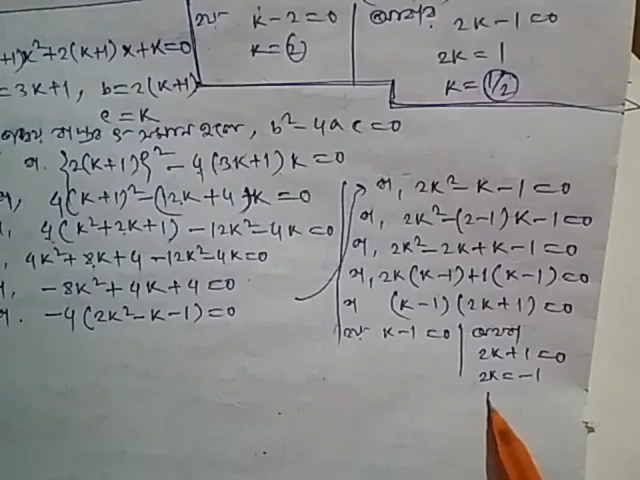 হয় k-2=0
k=2
অথবা, 2k-1=0
2k=1
k=1/2
+1)x²+2(k+1)x+k=0
=3k+1, b=2(k+1)
c=k
b²-4ac=0
বা, {2(k+1)}²-4(3k+1)k=0
বা, 4(k+1)²-(12k+4)k=0
4(k²+2k+1)-12k²-4k=0
4k²+8k+4-12k²-4k=0
-8k²+4k+4=0
বা, -4(2k²-k-1)=0
বা, 2k²-k-1=0
বা, 2k²-(2-1)k-1=0
বা, 2k²-2k+k-1=0
বা, 2k(k-1)+1(k-1)=0
বা (k-1)(2k+1)=0
হয় k-1=0
অথবা
2k+1=0
2k=-1